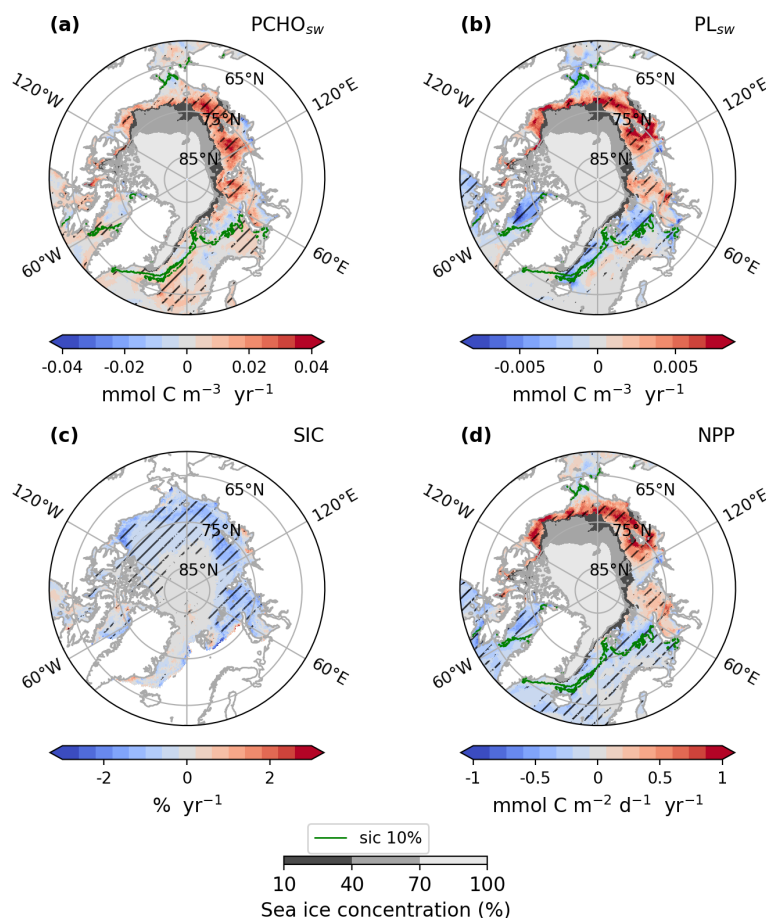 (a) PCHO_sw
120°W 65°N 120°E
75°N
85°N
60°W 60°E
-0.04 -0.02 0 0.02 0.04
mmol C m⁻³ yr⁻¹
(b) PL_sw
120°W 65°N 120°E
75°N
85°N
60°W 60°E
-0.005 0 0.005
mmol C m⁻³ yr⁻¹
(c) SIC
120°W 65°N 120°E
75°N
85°N
60°W 60°E
-2 0 2
% yr⁻¹
(d) NPP
120°W 65°N 120°E
75°N
85°N
60°W 60°E
-1 -0.5 0 0.5 1
mmol C m⁻² d⁻¹ yr⁻¹
sic 10%
10 40 70 100
Sea ice concentration (%)